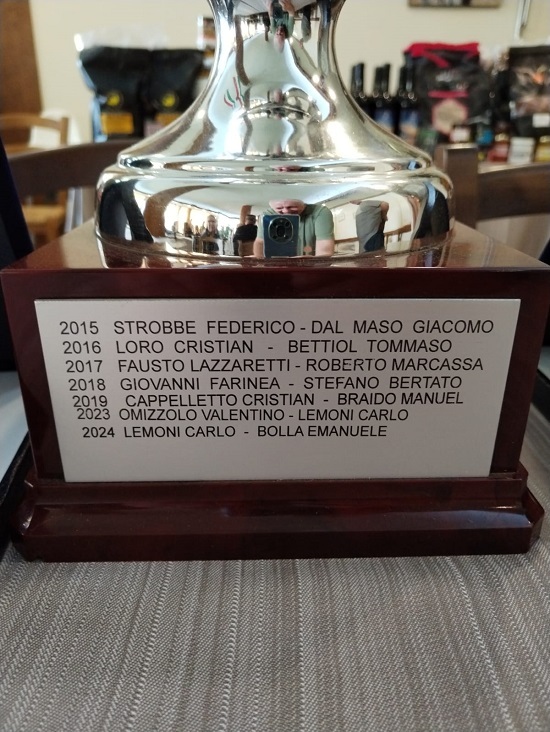 2015 STROBBE FEDERICO - DAL MASO GIACOMO
2016 LORO CRISTIAN - BETTIOL TOMMASO
2017 FAUSTO LAZZARETTI - ROBERTO MARCASSA
2018 GIOVANNI FARINEA - STEFANO BERTATO
2019 CAPPELLETTO CRISTIAN - BRAIDO MANUEL
2023 OMIZZOLO VALENTINO - LEMONI CARLO
2024 LEMONI CARLO - BOLLA EMANUELE